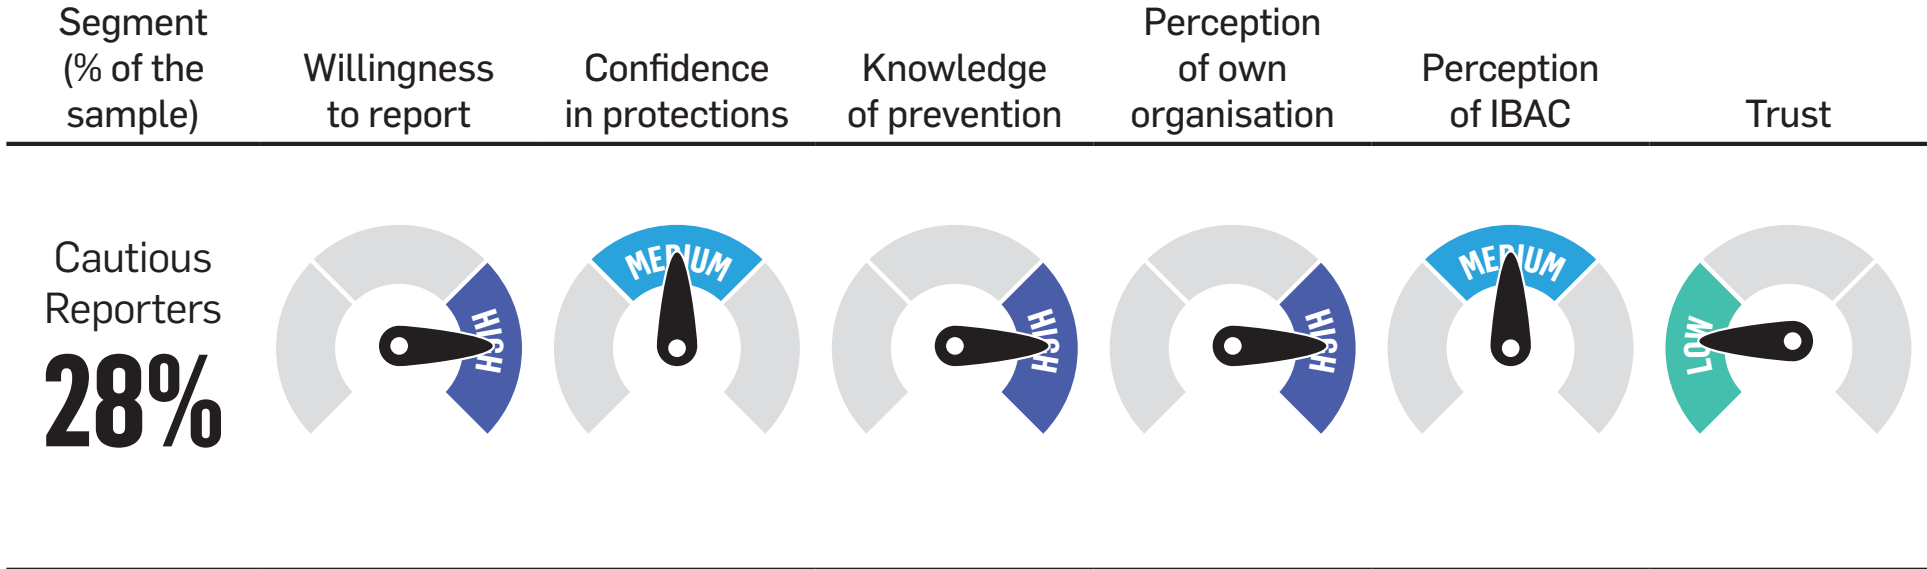 Segment
(% of the
sample)
Willingness
to report
Confidence
in protections
Knowledge
of prevention
Perception
of own
organisation
Perception
of IBAC
Trust
Cautious
Reporters
28%
HIGH
MEDIUM
HIGH
HIGH
MEDIUM
LOW